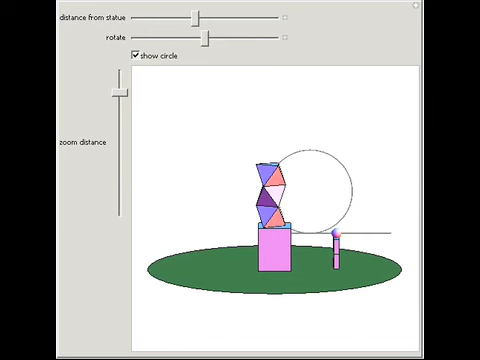 distance from statue
rotate
show circle
zoom distance